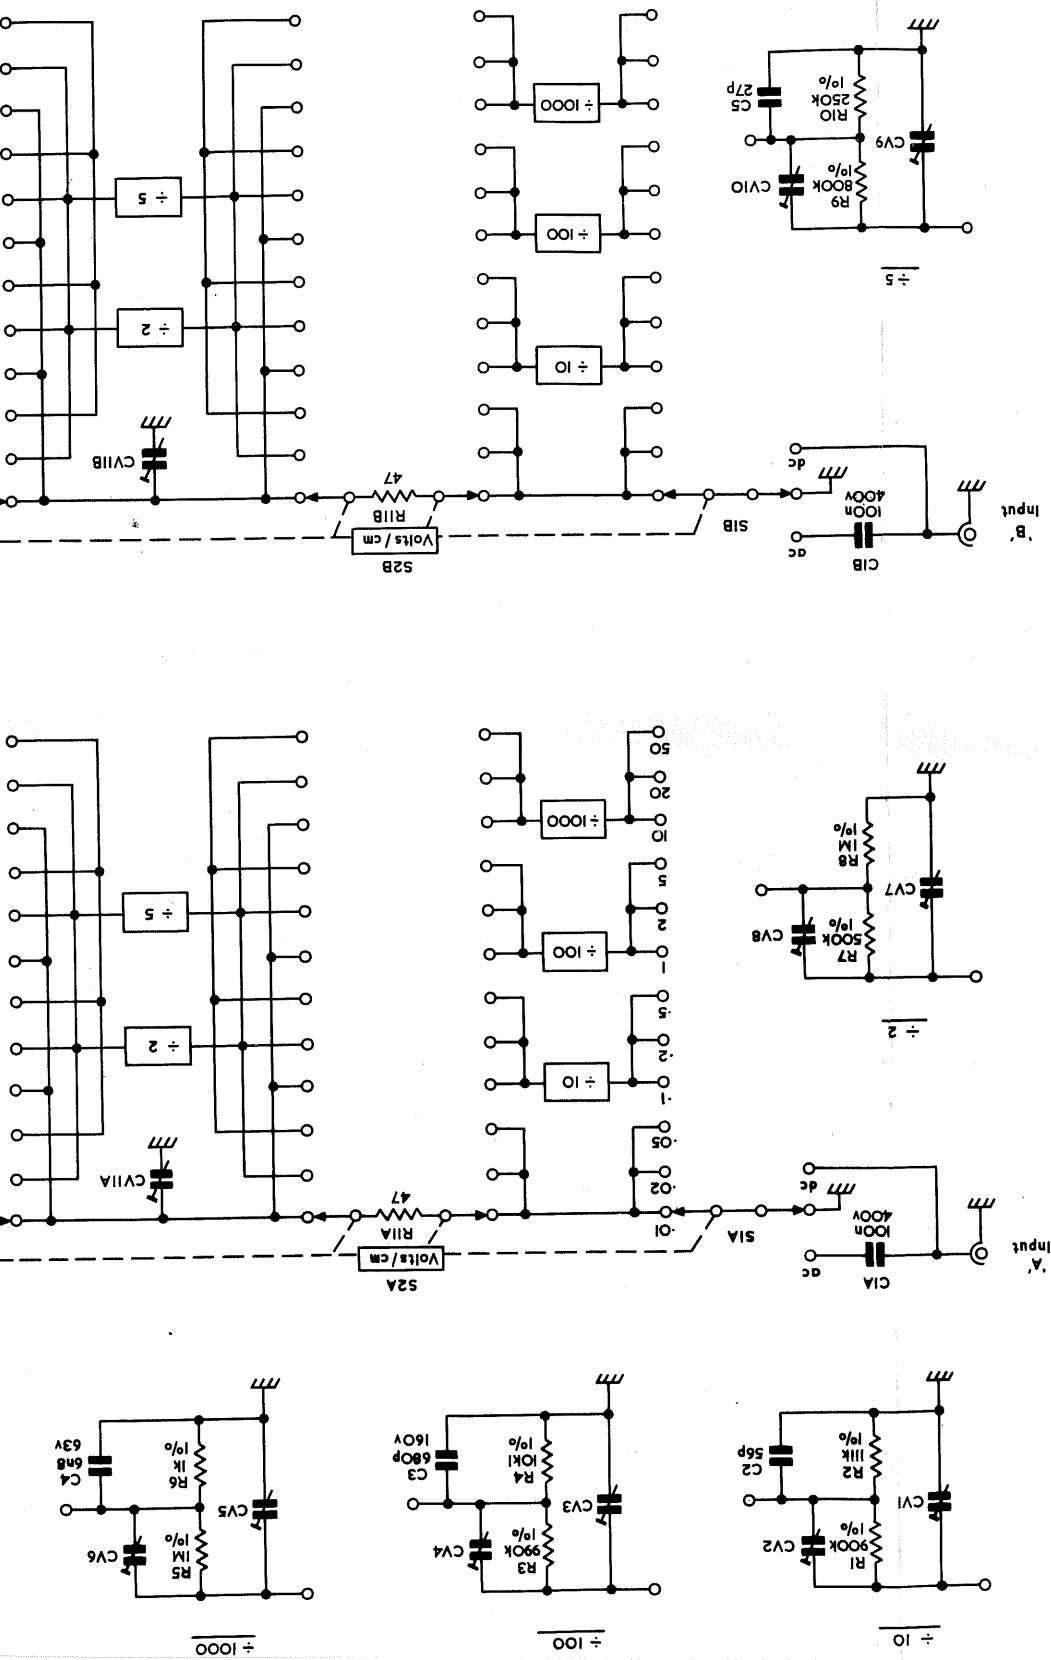 ÷ 10
R1
900k
1%
CV2
CV1
R2
111k
1%
C2
56p
÷ 100
R3
990k
1%
CV4
CV3
R4
10k1
1%
C3
680p
160v
÷ 1000
R5
1M
1%
CV6
CV5
R6
1k
1%
C4
6n8
63v
'A'
Input
C1A
100n
400v
ac
dc
S1A
S2A
Volts/cm
R11A
47
CV11A
·01
·02
·05
·1
·2
·5
1
2
5
10
20
50
÷ 10
÷ 100
÷ 1000
÷ 2
÷ 5
÷ 2
R7
500k
1%
CV8
CV7
R8
1M
1%
'B'
Input
C1B
100n
400v
ac
dc
S1B
S2B
Volts/cm
R11B
47
CV11B
÷ 10
÷ 100
÷ 1000
÷ 2
÷ 5
÷ 5
R9
800k
1%
CV10
CV9
R10
250k
1%
C5
27p